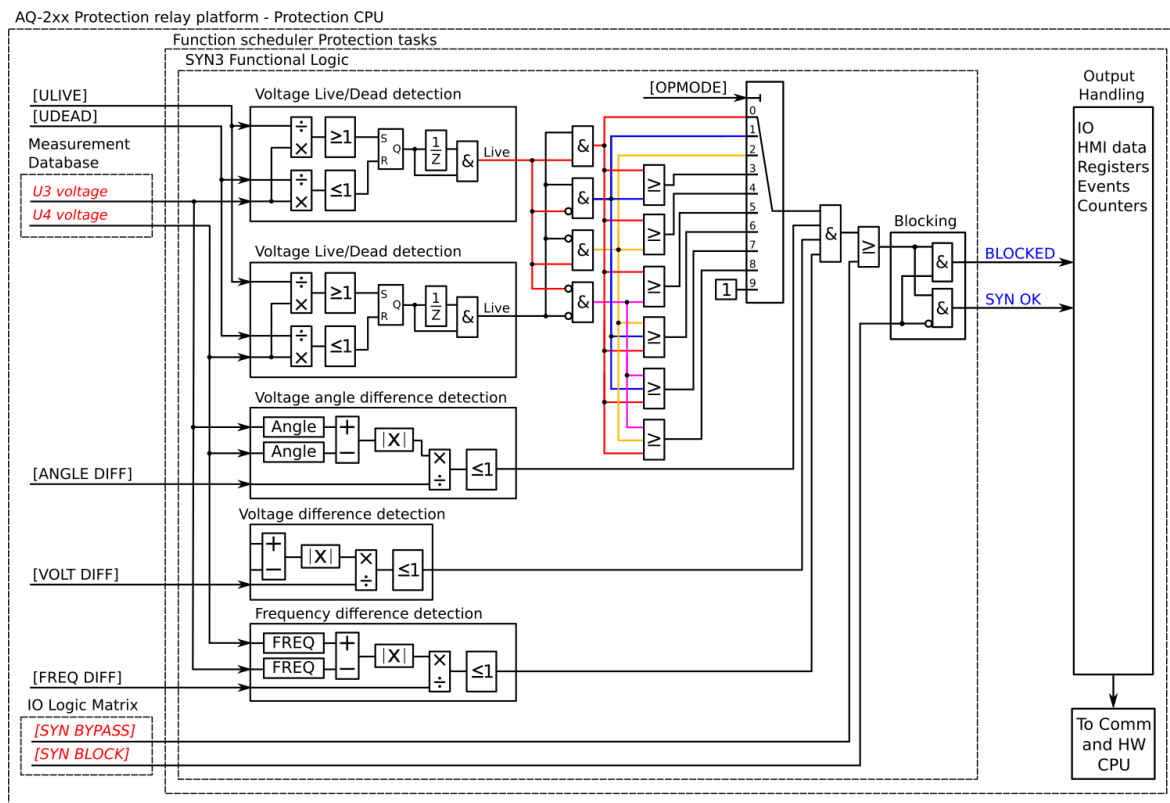 AQ-2xx Protection relay platform - Protection CPU
Function scheduler Protection tasks
SYN3 Functional Logic
[ULIVE]
[UDEAD]
Measurement
Database
U3 voltage
U4 voltage
Voltage Live/Dead detection
÷
×
≥1
÷
×
≤1
S
R
Q
1
Z
&
Live
Voltage Live/Dead detection
÷
×
≥1
÷
×
≤1
S
R
Q
1
Z
&
Live
&
&
&
&
≥
≥
≥
≥
≥
≥
[OPMODE]
0
1
2
3
4
5
6
7
8
9
1
Voltage angle difference detection
Angle
Angle
+
−
|X|
×
÷
≤1
[ANGLE DIFF]
Voltage difference detection
+
−
|X|
×
÷
≤1
[VOLT DIFF]
Frequency difference detection
FREQ
FREQ
+
−
|X|
×
÷
≤1
[FREQ DIFF]
IO Logic Matrix
[SYN BYPASS]
[SYN BLOCK]
&
≥
Blocking
&
&
BLOCKED
SYN OK
Output
Handling
IO
HMI data
Registers
Events
Counters
To Comm
and HW
CPU